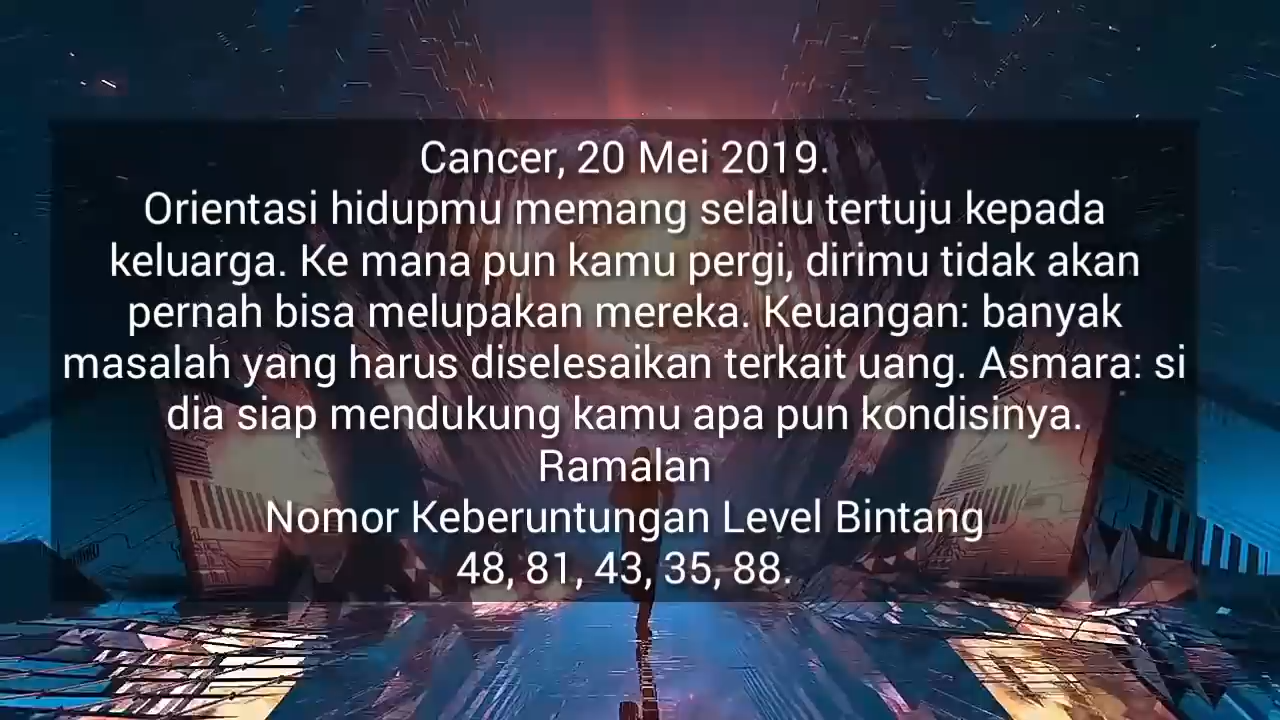 Cancer, 20 Mei 2019.
Orientasi hidupmu memang selalu tertuju kepada
keluarga. Ke mana pun kamu pergi, dirimu tidak akan
pernah bisa melupakan mereka. Keuangan: banyak
masalah yang harus diselesaikan terkait uang. Asmara: si
dia siap mendukung kamu apa pun kondisinya.
Ramalan
Nomor Keberuntungan Level Bintang
48, 81, 43, 35, 88.